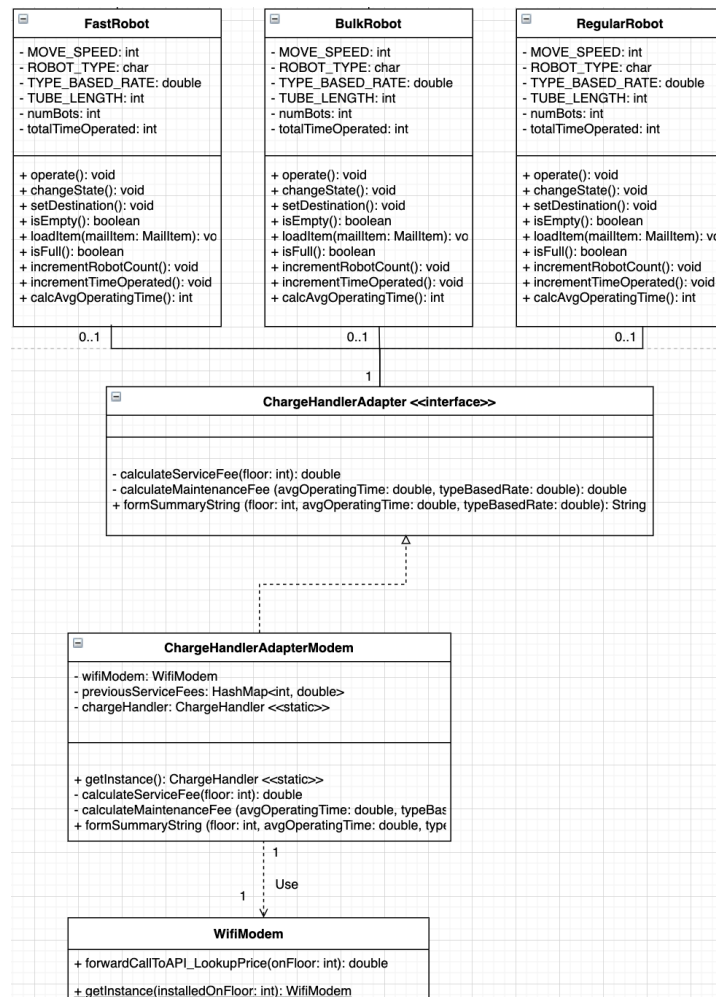 FastRobot
- MOVE_SPEED: int
- ROBOT_TYPE: char
- TYPE_BASED_RATE: double
- TUBE_LENGTH: int
- numBots: int
- totalTimeOperated: int
+ operate(): void
+ changeState(): void
+ setDestination(): void
+ isEmpty(): boolean
+ loadItem(mailItem: MailItem): vo
+ isFull(): boolean
+ incrementRobotCount(): void
+ incrementTimeOperated(): void
+ calcAvgOperatingTime(): int
BulkRobot
- MOVE_SPEED: int
- ROBOT_TYPE: char
- TYPE_BASED_RATE: double
- TUBE_LENGTH: int
- numBots: int
- totalTimeOperated: int
+ operate(): void
+ changeState(): void
+ setDestination(): void
+ isEmpty(): boolean
+ loadItem(mailItem: MailItem): vo
+ isFull(): boolean
+ incrementRobotCount(): void
+ incrementTimeOperated(): void
+ calcAvgOperatingTime(): int
RegularRobot
- MOVE_SPEED: int
- ROBOT_TYPE: char
- TYPE_BASED_RATE: double
- TUBE_LENGTH: int
- numBots: int
- totalTimeOperated: int
+ operate(): void
+ changeState(): void
+ setDestination(): void
+ isEmpty(): boolean
+ loadItem(mailItem: MailItem): vo
+ isFull(): boolean
+ incrementRobotCount(): void
+ incrementTimeOperated(): void
+ calcAvgOperatingTime(): int
0..1
0..1
0..1
1
ChargeHandlerAdapter <<interface>>
- calculateServiceFee(floor: int): double
- calculateMaintenanceFee (avgOperatingTime: double, typeBasedRate: double): double
+ formSummaryString (floor: int, avgOperatingTime: double, typeBasedRate: double): String
ChargeHandlerAdapterModem
- wifiModem: WifiModem
- previousServiceFees: HashMap<int, double>
- chargeHandler: ChargeHandler <<static>>
+ getInstance(): ChargeHandler <<static>>
- calculateServiceFee(floor: int): double
- calculateMaintenanceFee (avgOperatingTime: double, typeBas
+ formSummaryString (floor: int, avgOperatingTime: double, type
1
Use
1
WifiModem
+ forwardCallToAPI_LookupPrice(onFloor: int): double
+ getInstance(installedOnFloor: int): WifiModem